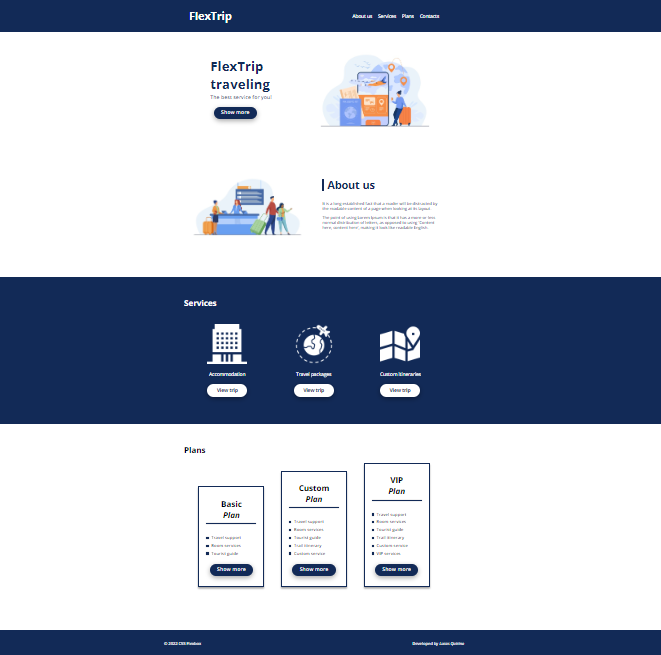 FlexTrip
About us Services Plans Contacts
FlexTrip
traveling
The best service for you!
Show more
About us
It is a long established fact that a reader will be distracted by
the readable content of a page when looking at its layout.
The point of using Lorem Ipsum is that it has a more-or-less
normal distribution of letters, as opposed to using 'Content
here, content here', making it look like readable English.
Services
Accommodation
View trip
Travel packages
View trip
Custom itineraries
View trip
Plans
Basic
Plan
Travel support
Room services
Tourist guide
Show more
Custom
Plan
Travel support
Room services
Tourist guide
Trail itinerary
Custom service
Show more
VIP
Plan
Travel support
Room services
Tourist guide
Trail itinerary
Custom service
VIP services
Show more
© 2022 CSS Flexbox
Developed by Lucas Quirino